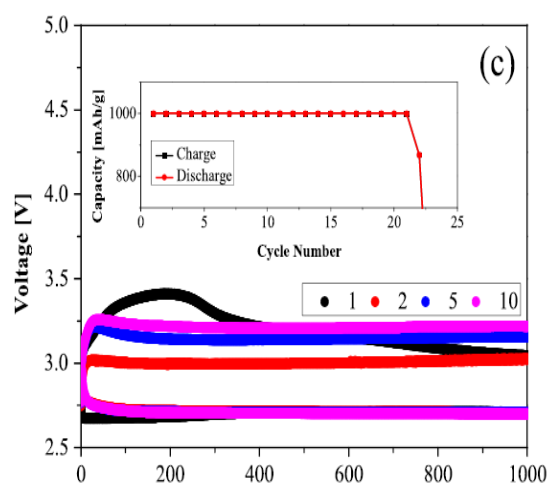 5.0
(c)
1000
800
Capacity [mAh/g]
Charge
Discharge
0 5 10 15 20 25
Cycle Number
Voltage [V]
4.5
4.0
3.5
3.0
2.5
1 2 5 10
0 200 400 600 800 1000